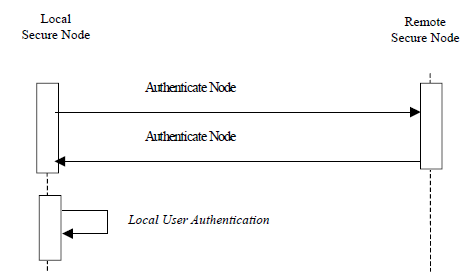 Local
Secure Node
Remote
Secure Node
Authenticate Node
Authenticate Node
Local User Authentication